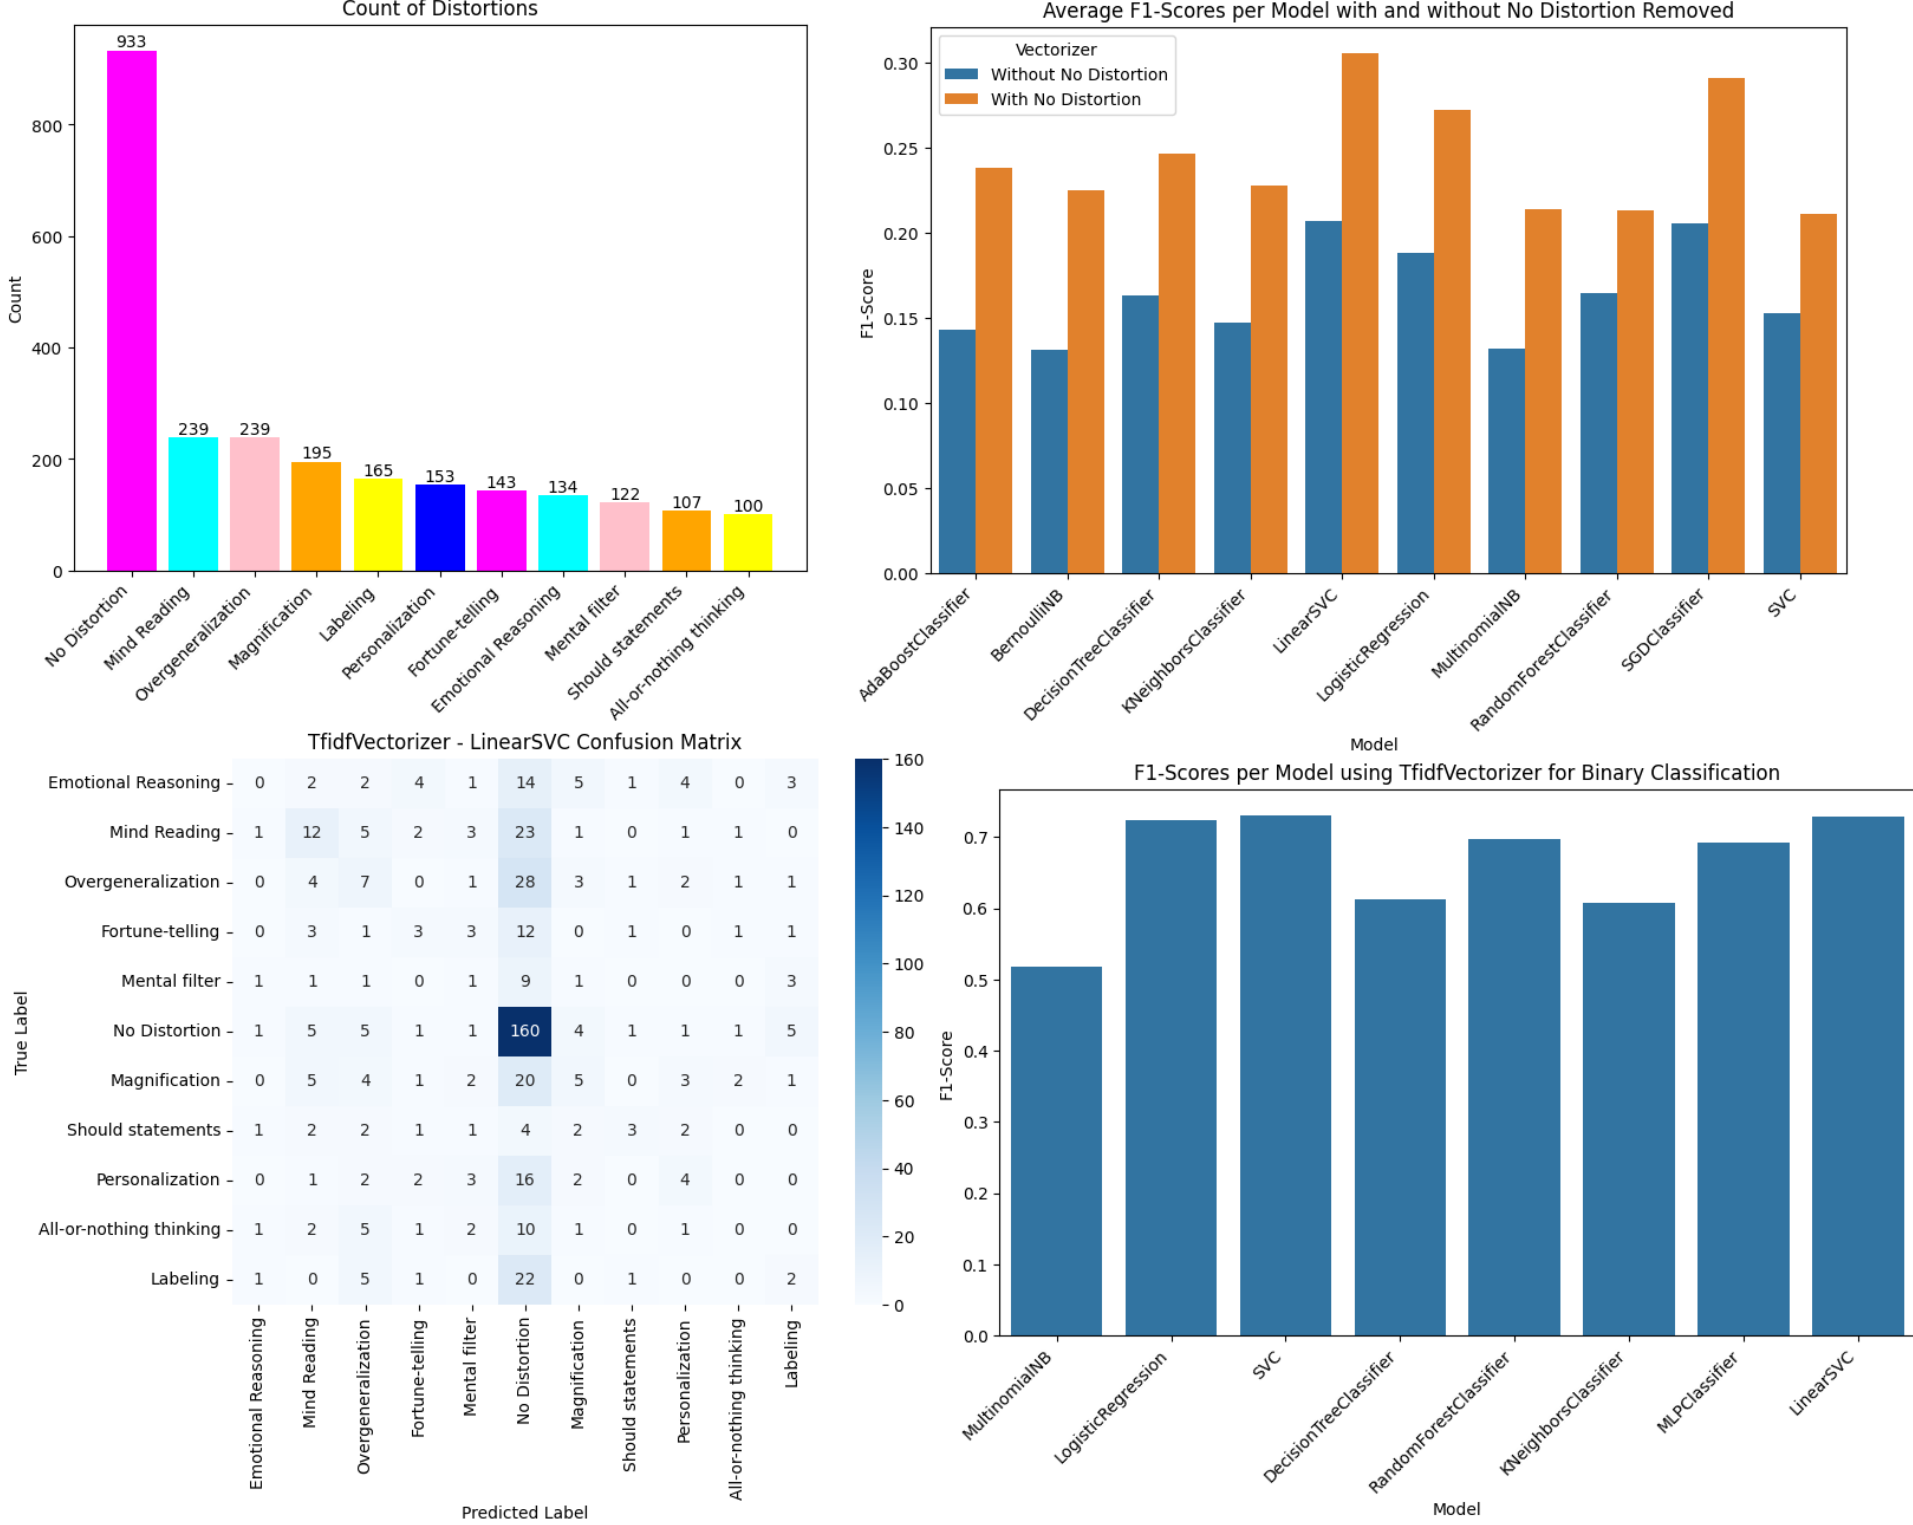 Count of Distortions
933
239
239
195
165
153
143
134
122
107
100
800
600
400
200
0
Count
No Distortion
Mind Reading
Overgeneralization
Magnification
Labeling
Personalization
Fortune-telling
Emotional Reasoning
Mental filter
Should statements
All-or-nothing thinking
Average F1-Scores per Model with and without No Distortion Removed
Vectorizer
Without No Distortion
With No Distortion
0.30
0.25
0.20
0.15
0.10
0.05
0.00
F1-Score
AdaBoostClassifier
BernoulliNB
DecisionTreeClassifier
KNeighborsClassifier
LinearSVC
LogisticRegression
MultinomialNB
RandomForestClassifier
SGDClassifier
SVC
Model
TfidfVectorizer - LinearSVC Confusion Matrix
True Label
Emotional Reasoning 0 2 2 4 1 14 5 1 4 0 3
Mind Reading 1 12 5 2 3 23 1 0 1 1 0
Overgeneralization 0 4 7 0 1 28 3 1 2 1 1
Fortune-telling 0 3 1 3 3 12 0 1 0 1 1
Mental filter 1 1 1 0 1 9 1 0 0 0 3
No Distortion 1 5 5 1 1 160 4 1 1 1 5
Magnification 0 5 4 1 2 20 5 0 3 2 1
Should statements 1 2 2 1 1 4 2 3 2 0 0
Personalization 0 1 2 2 3 16 2 0 4 0 0
All-or-nothing thinking 1 2 5 1 2 10 1 0 1 0 0
Labeling 1 0 5 1 0 22 0 1 0 0 2
Emotional Reasoning
Mind Reading
Overgeneralization
Fortune-telling
Mental filter
No Distortion
Magnification
Should statements
Personalization
All-or-nothing thinking
Labeling
Predicted Label
160
140
120
100
80
60
40
20
0
F1-Scores per Model using TfidfVectorizer for Binary Classification
0.7
0.6
0.5
0.4
0.3
0.2
0.1
0.0
F1-Score
MultinomialNB
LogisticRegression
SVC
DecisionTreeClassifier
RandomForestClassifier
KNeighborsClassifier
MLPClassifier
LinearSVC
Model